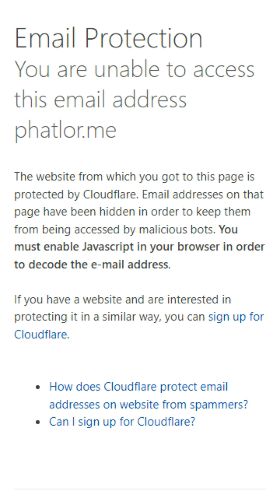 Email Protection
You are unable to access
this email address
phatlor.me
The website from which you got to this page is
protected by Cloudflare. Email addresses on that
page have been hidden in order to keep them
from being accessed by malicious bots. You
must enable Javascript in your browser in order
to decode the e-mail address.
If you have a website and are interested in
protecting it in a similar way, you can sign up for
Cloudflare.
• How does Cloudflare protect email
addresses on website from spammers?
• Can I sign up for Cloudflare?